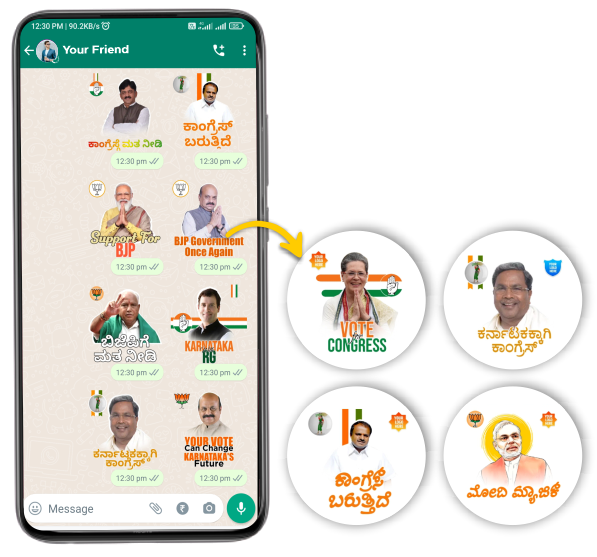 12:30 PM | 90.2KB/s
Your Friend
ಕಾಂಗ್ರೆಸ್ಗೆ ಮತ ನೀಡಿ
12:30 pm
ಕಾಂಗ್ರೆಸ್
ಬರುತ್ತಿದೆ
12:30 pm
Support For
BJP
12:30 pm
BJP Government
Once Again
12:30 pm
ಬಿಜೆಪಿಗೆ
ಮತ ನೀಡಿ
12:30 pm
KARNATAKA
RG
12:30 pm
ಕರ್ನಾಟಕಕ್ಕಾಗಿ
ಕಾಂಗ್ರೆಸ್
12:30 pm
YOUR VOTE
Can Change
KARNATAKA'S
Future
12:30 pm
Message
YOUR
LOGO
HERE
VOTE
for
CONGRESS
YOUR
LOGO
HERE
ಕರ್ನಾಟಕಕ್ಕಾಗಿ
ಕಾಂಗ್ರೆಸ್
YOUR
LOGO
HERE
ಕಾಂಗ್ರೆಸ್
ಬರುತ್ತಿದೆ
YOUR
LOGO
HERE
ಮೋದಿ ಮ್ಯಾಜಿಕ್